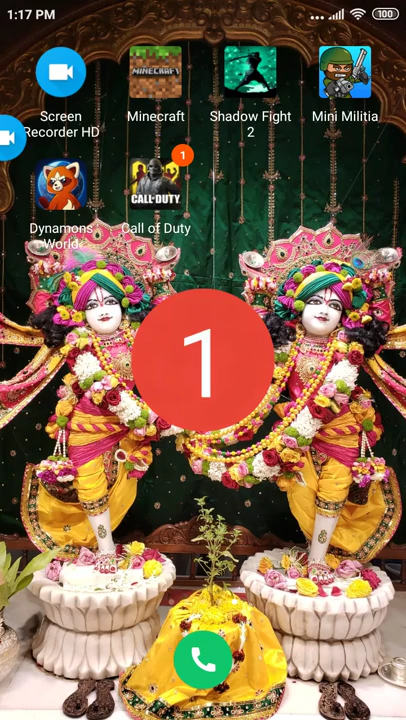 1:17 PM
100
MINECRAFT
CALL OF DUTY
Screen Recorder HD
Minecraft
Shadow Fight 2
Mini Militia
1
Dynamons World
Call of Duty
1